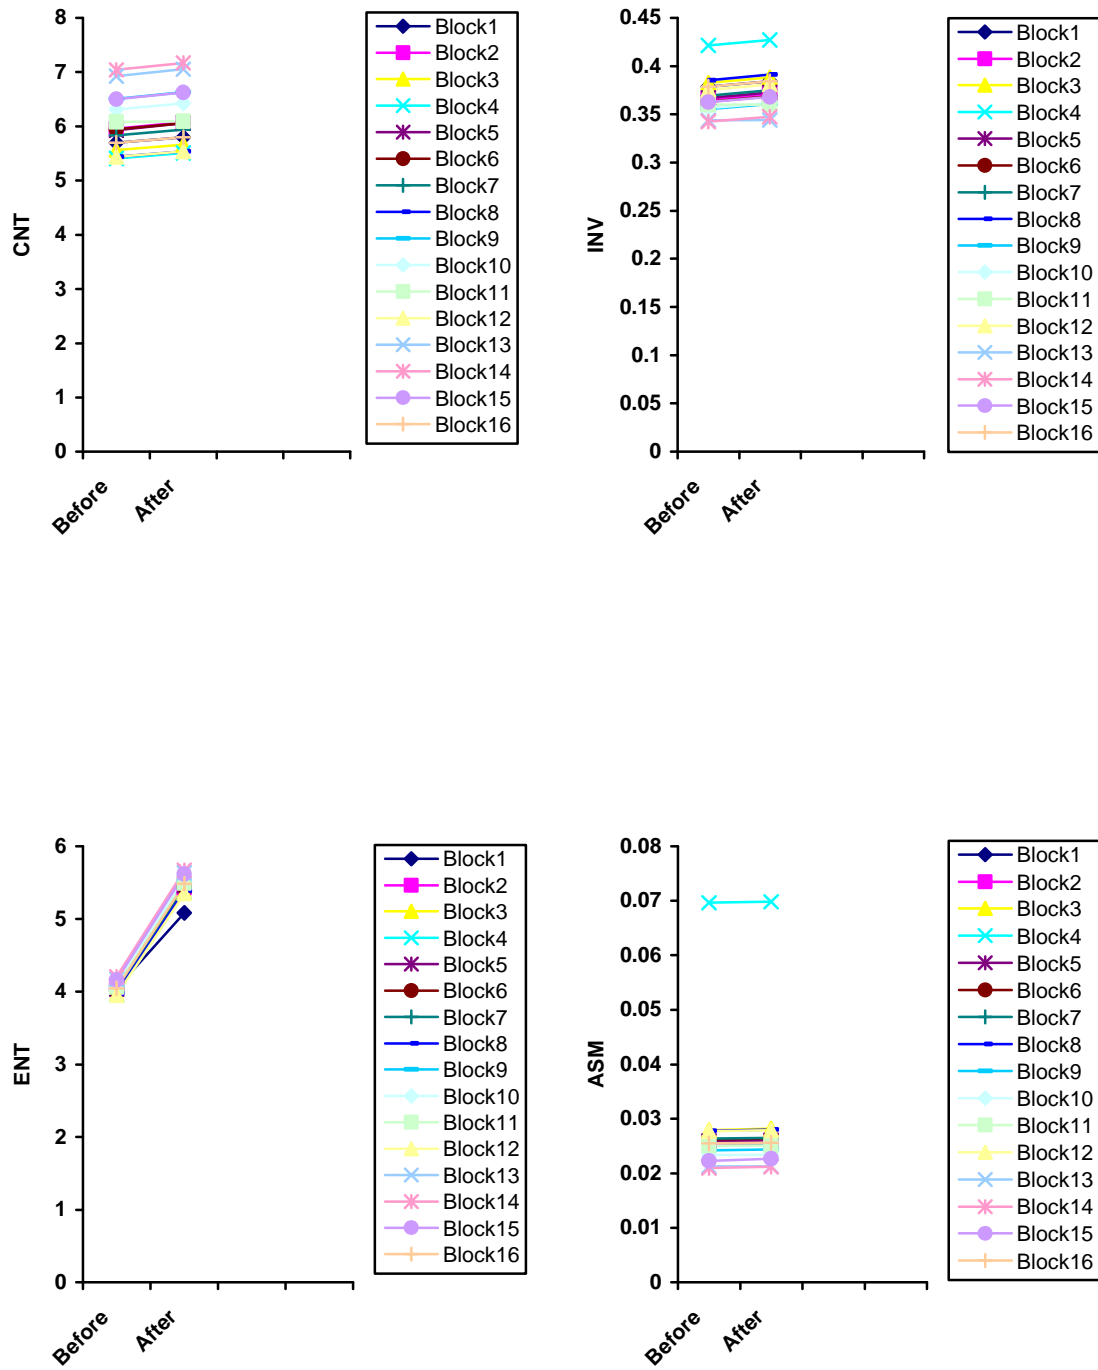 CNT
8
7
6
5
4
3
2
1
0
Before
After
Block1
Block2
Block3
Block4
Block5
Block6
Block7
Block8
Block9
Block10
Block11
Block12
Block13
Block14
Block15
Block16
INV
0.45
0.4
0.35
0.3
0.25
0.2
0.15
0.1
0.05
0
Before
After
Block1
Block2
Block3
Block4
Block5
Block6
Block7
Block8
Block9
Block10
Block11
Block12
Block13
Block14
Block15
Block16
ENT
6
5
4
3
2
1
0
Before
After
Block1
Block2
Block3
Block4
Block5
Block6
Block7
Block8
Block9
Block10
Block11
Block12
Block13
Block14
Block15
Block16
ASM
0.08
0.07
0.06
0.05
0.04
0.03
0.02
0.01
0
Before
After
Block1
Block2
Block3
Block4
Block5
Block6
Block7
Block8
Block9
Block10
Block11
Block12
Block13
Block14
Block15
Block16